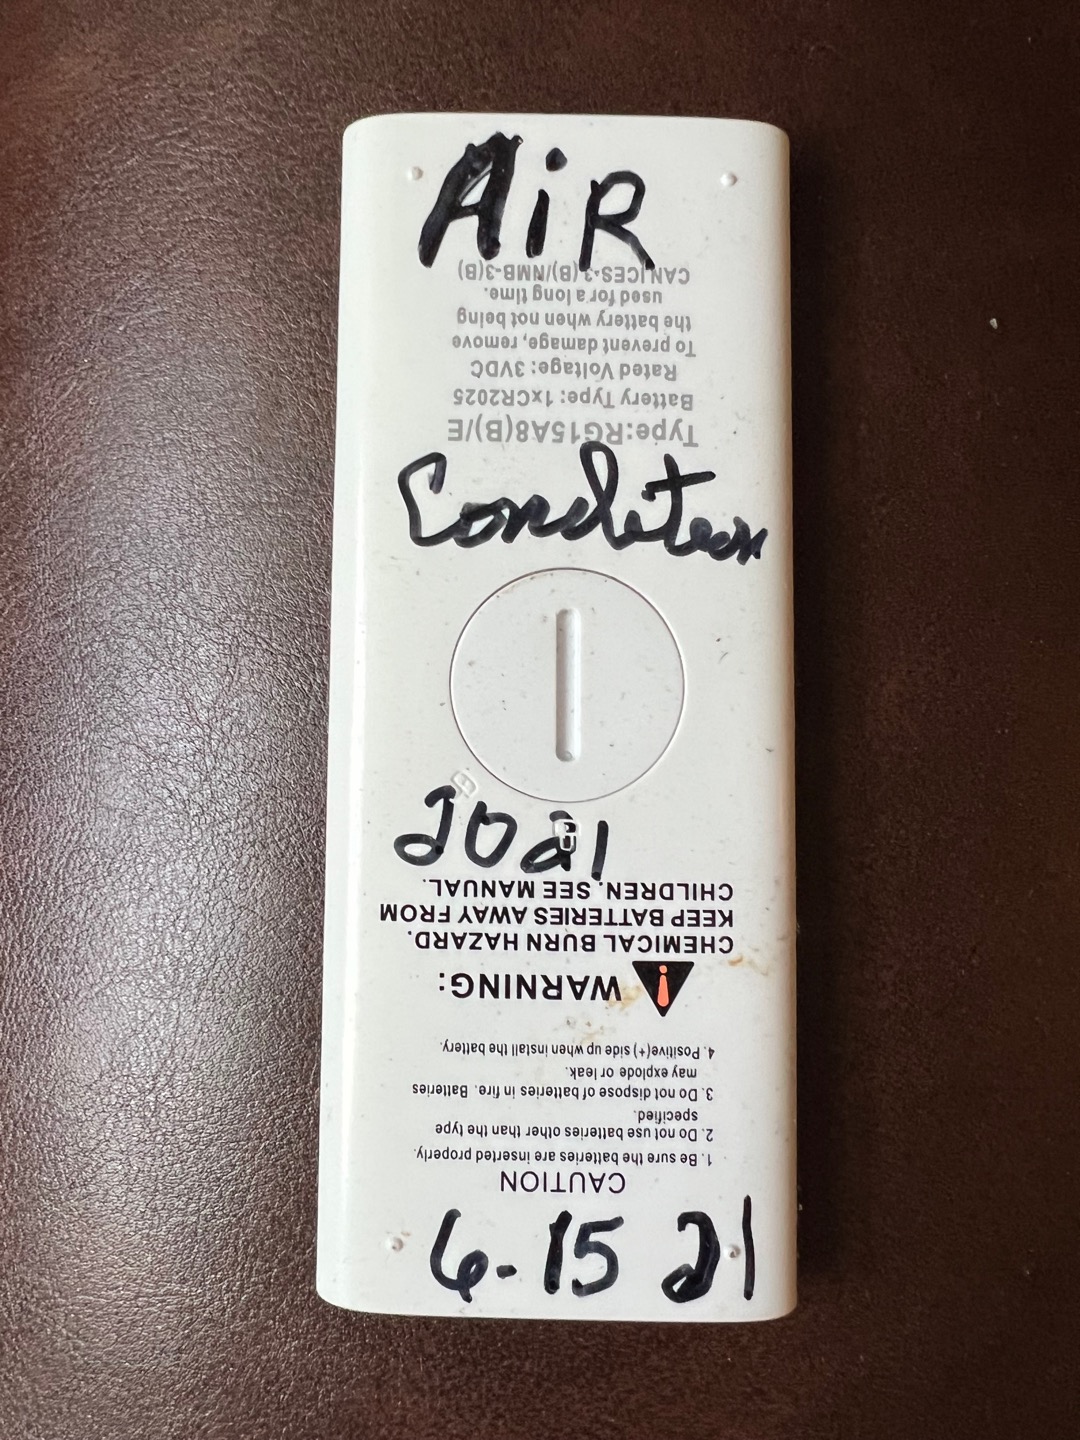 AiR
Condition
2021
6-15 21
CAUTION
1. Be sure the batteries are inserted properly.
2. Do not use batteries other than the type
specified.
3. Do not dispose of batteries in fire. Batteries
may explode or leak.
4. Positive(+) side up when install the battery.
WARNING:
CHEMICAL BURN HAZARD.
KEEP BATTERIES AWAY FROM
CHILDREN. SEE MANUAL.
Type:RG15A8(B)/E
Battery Type: 1xCR2025
Rated Voltage: 3VDC
To prevent damage, remove
the battery when not being
used for a long time.
CAN ICES-3(B)/NMB-3(B)